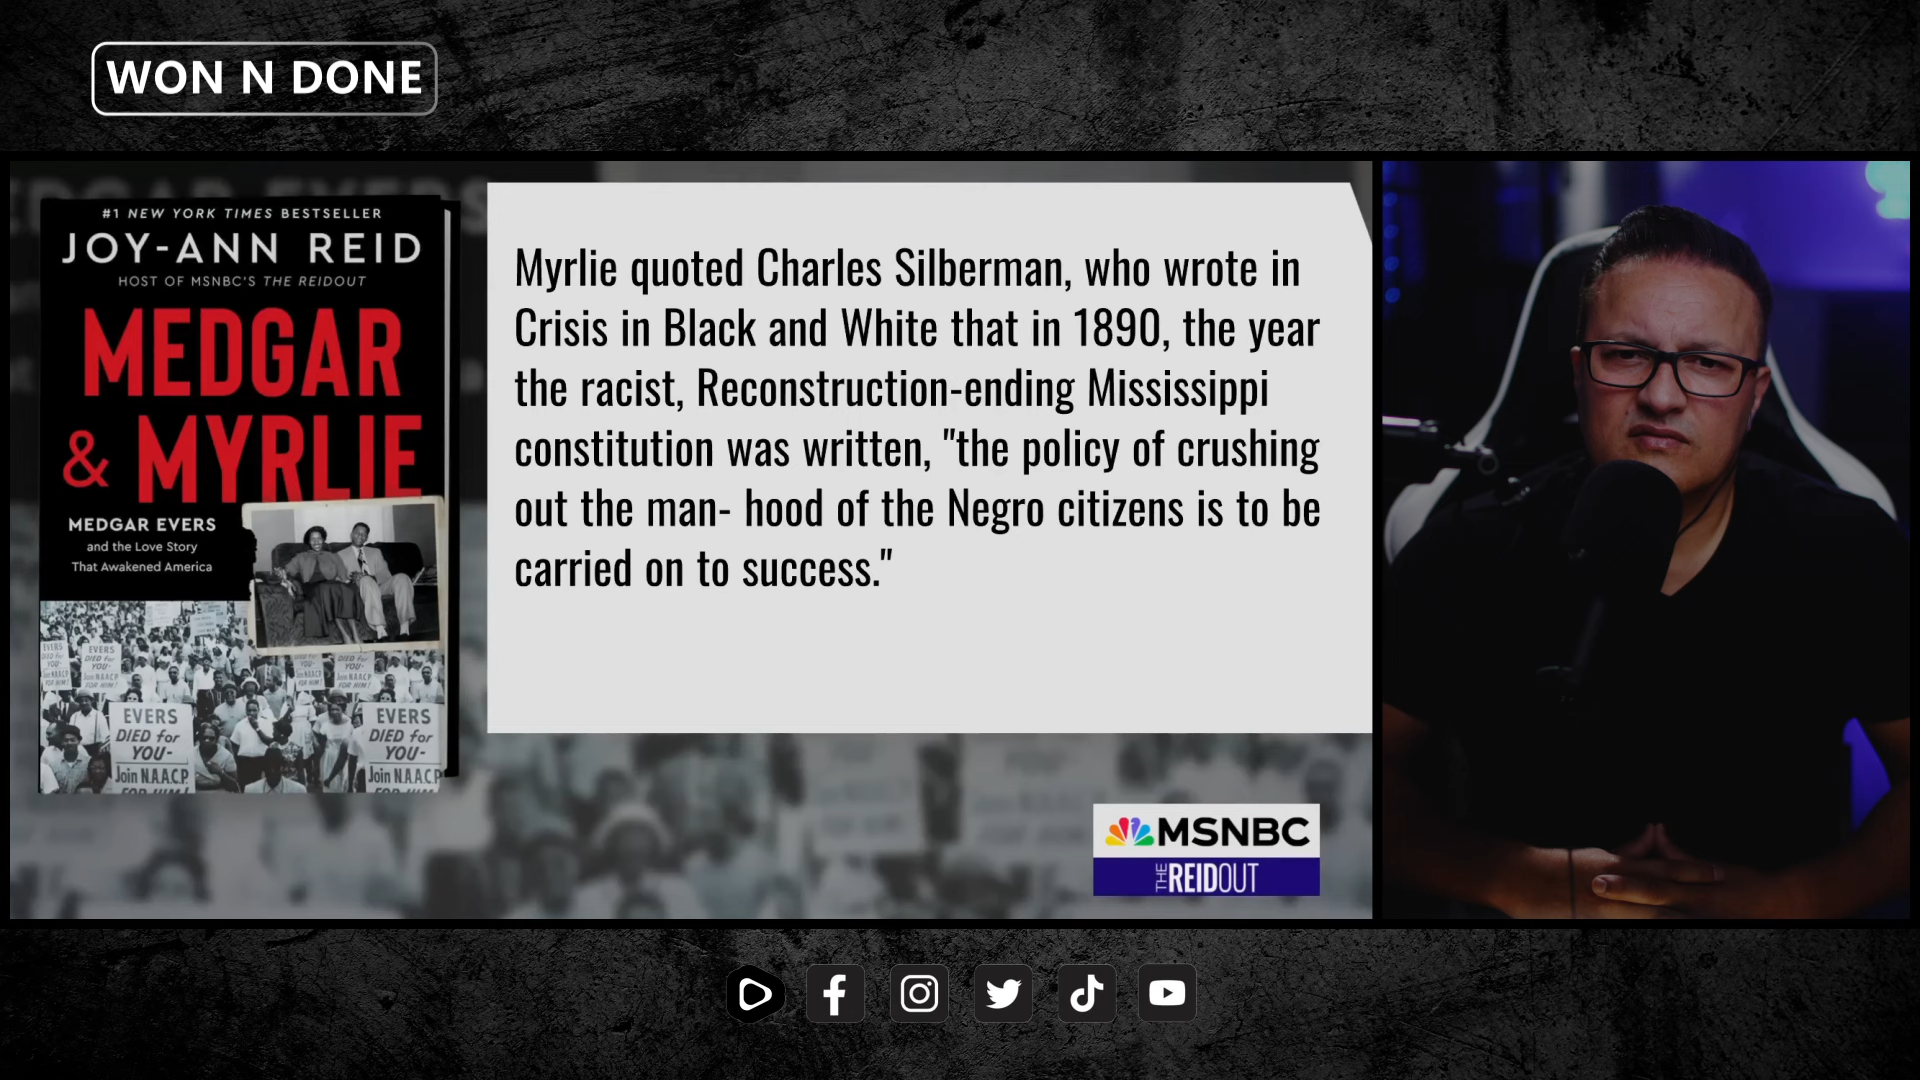 WON N DONE
#1 NEW YORK TIMES BESTSELLER
JOY-ANN REID
HOST OF MSNBC'S THE REIDOUT
MEDGAR
& MYRLIE
MEDGAR EVERS
and the Love Story
That Awakened America
EVERS
DIED for
YOU-
Join N.A.A.C.P.
FOR HIM!
EVERS
DIED for
YOU-
Join N.A.A.C.P
Myrlie quoted Charles Silberman, who wrote in
Crisis in Black and White that in 1890, the year
the racist, Reconstruction-ending Mississippi
constitution was written, "the policy of crushing
out the man- hood of the Negro citizens is to be
carried on to success."
MSNBC
THE REIDOUT